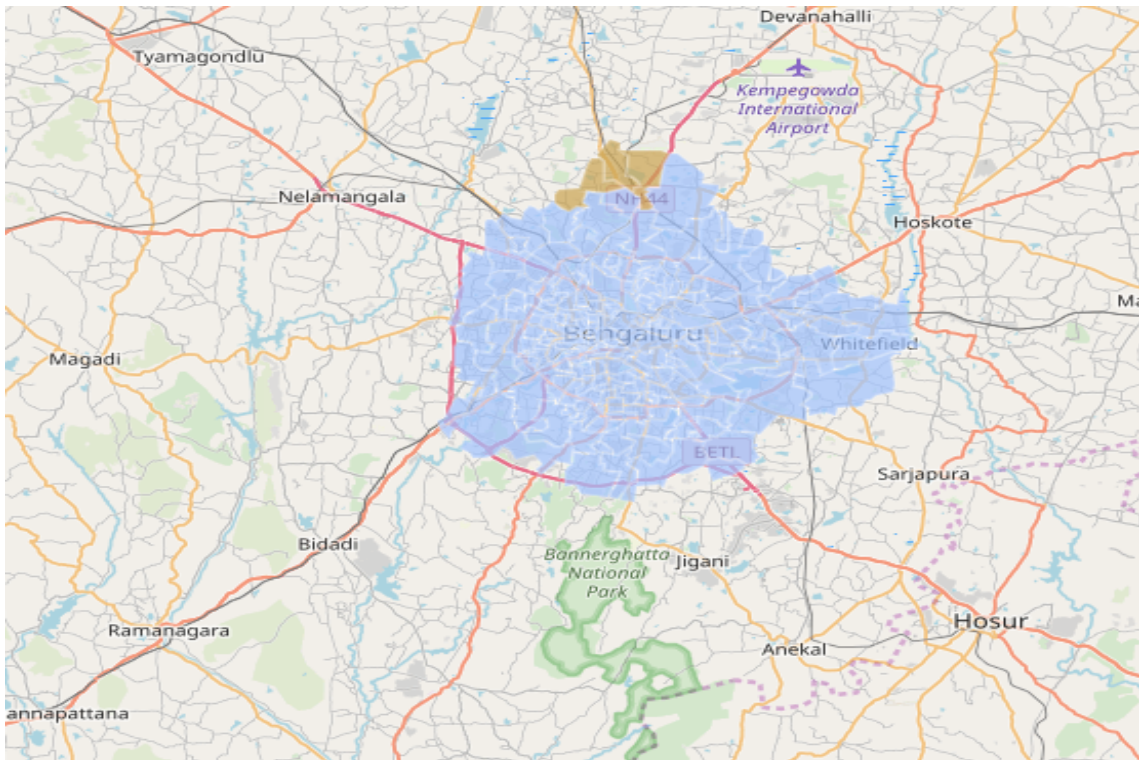 Devanahalli
Tyamagondlu
Kempegowda
International
Airport
Nelamangala
NH44
Hoskote
Ma
Bengaluru
Whitefield
Magadi
BETL
Sarjapura
Bidadi
Bannerghatta
National
Park
Jigani
Ramanagara
Hosur
Anekal
annapattana